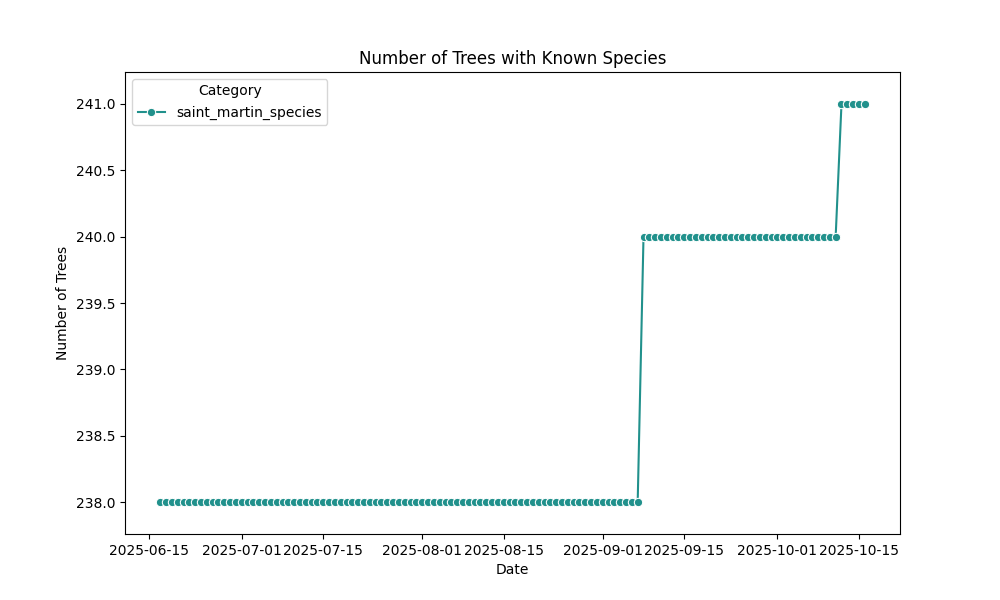 Number of Trees with Known Species
Category
saint_martin_species
241.0
240.5
240.0
239.5
239.0
238.5
238.0
Number of Trees
2025-06-15 2025-07-01 2025-07-15 2025-08-01 2025-08-15 2025-09-01 2025-09-15 2025-10-01 2025-10-15
Date